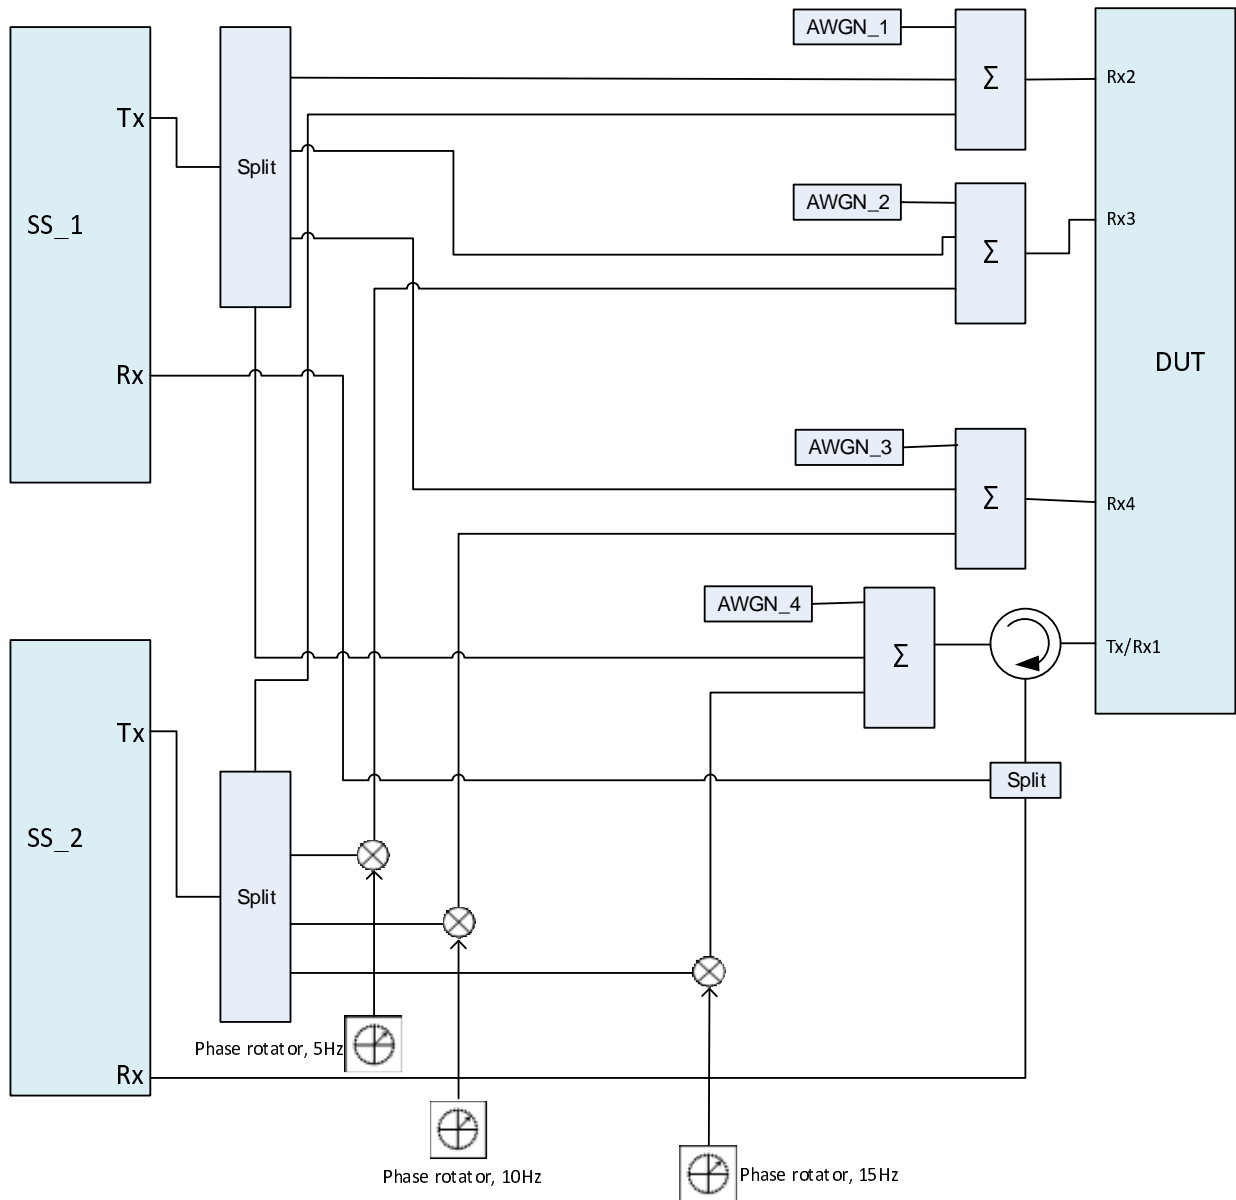 AWGN_1
Σ
Rx2
Tx
Split
AWGN_2
SS_1
Σ
Rx3
Rx
DUT
AWGN_3
Σ
Rx4
AWGN_4
Σ
Tx/Rx1
Tx
Split
SS_2
Split
Phase rotator, 5Hz
Rx
Phase rotator, 10Hz
Phase rotator, 15Hz